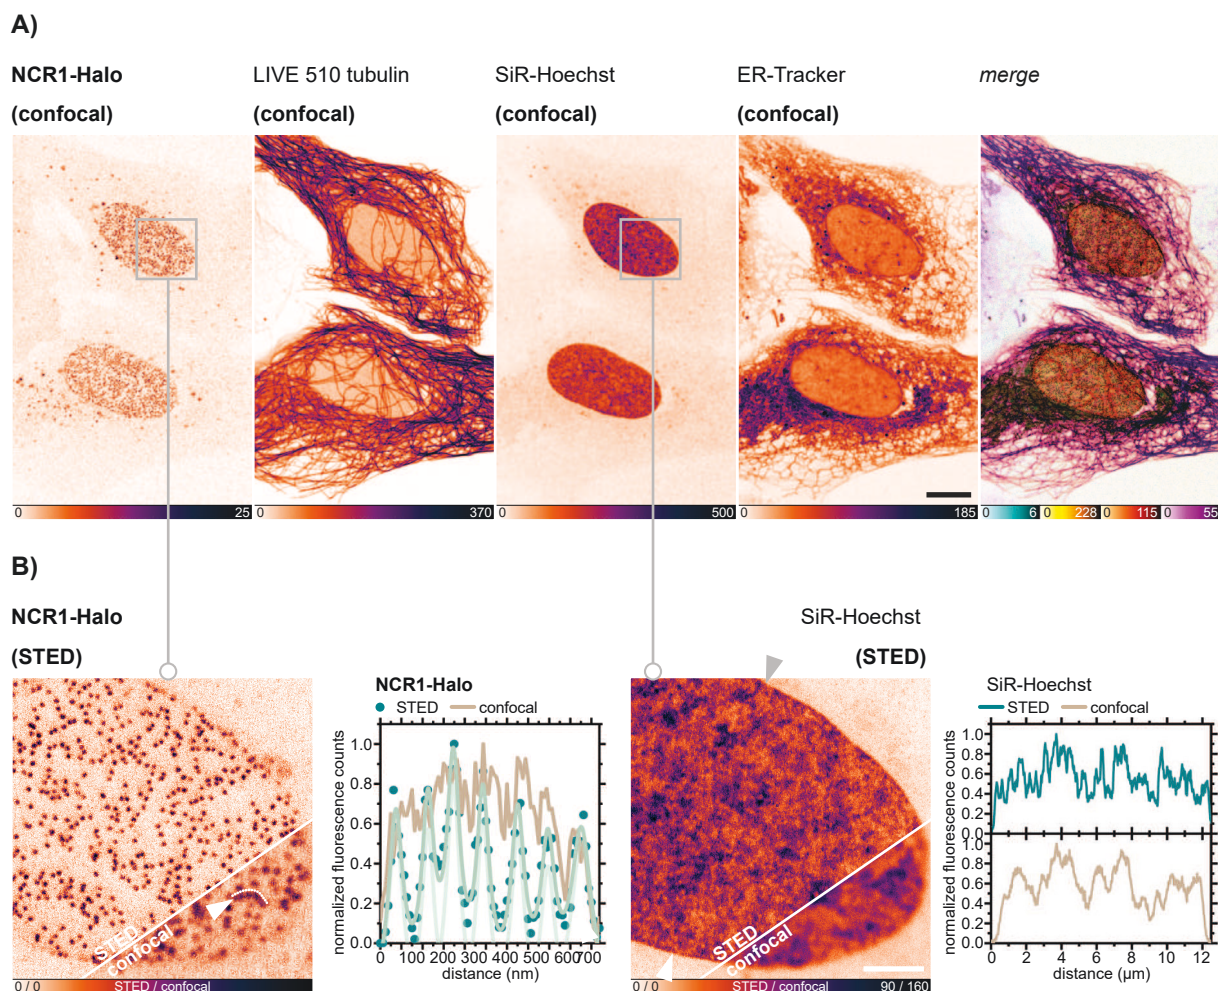 A)
NCR1-Halo LIVE 510 tubulin SiR-Hoechst ER-Tracker merge
(confocal) (confocal) (confocal) (confocal)
0 25 0 370 0 500 0 185 0 6 0 228 0 115 0 55
B)
NCR1-Halo
(STED)
SiR-Hoechst
(STED)
STED
confocal
0 / 0 STED / confocal
NCR1-Halo
STED confocal
normalized fluorescence counts
1.0
0.8
0.6
0.4
0.2
0.0
0 100 200 300 400 500 600 700
distance (nm)
STED
confocal
0 / 0 STED / confocal 90 / 160
SiR-Hoechst
STED confocal
normalized fluorescence counts
1.0
0.8
0.6
0.4
0.2
0.0
1.0
0.8
0.6
0.4
0.2
0.0
0 2 4 6 8 10 12
distance (µm)